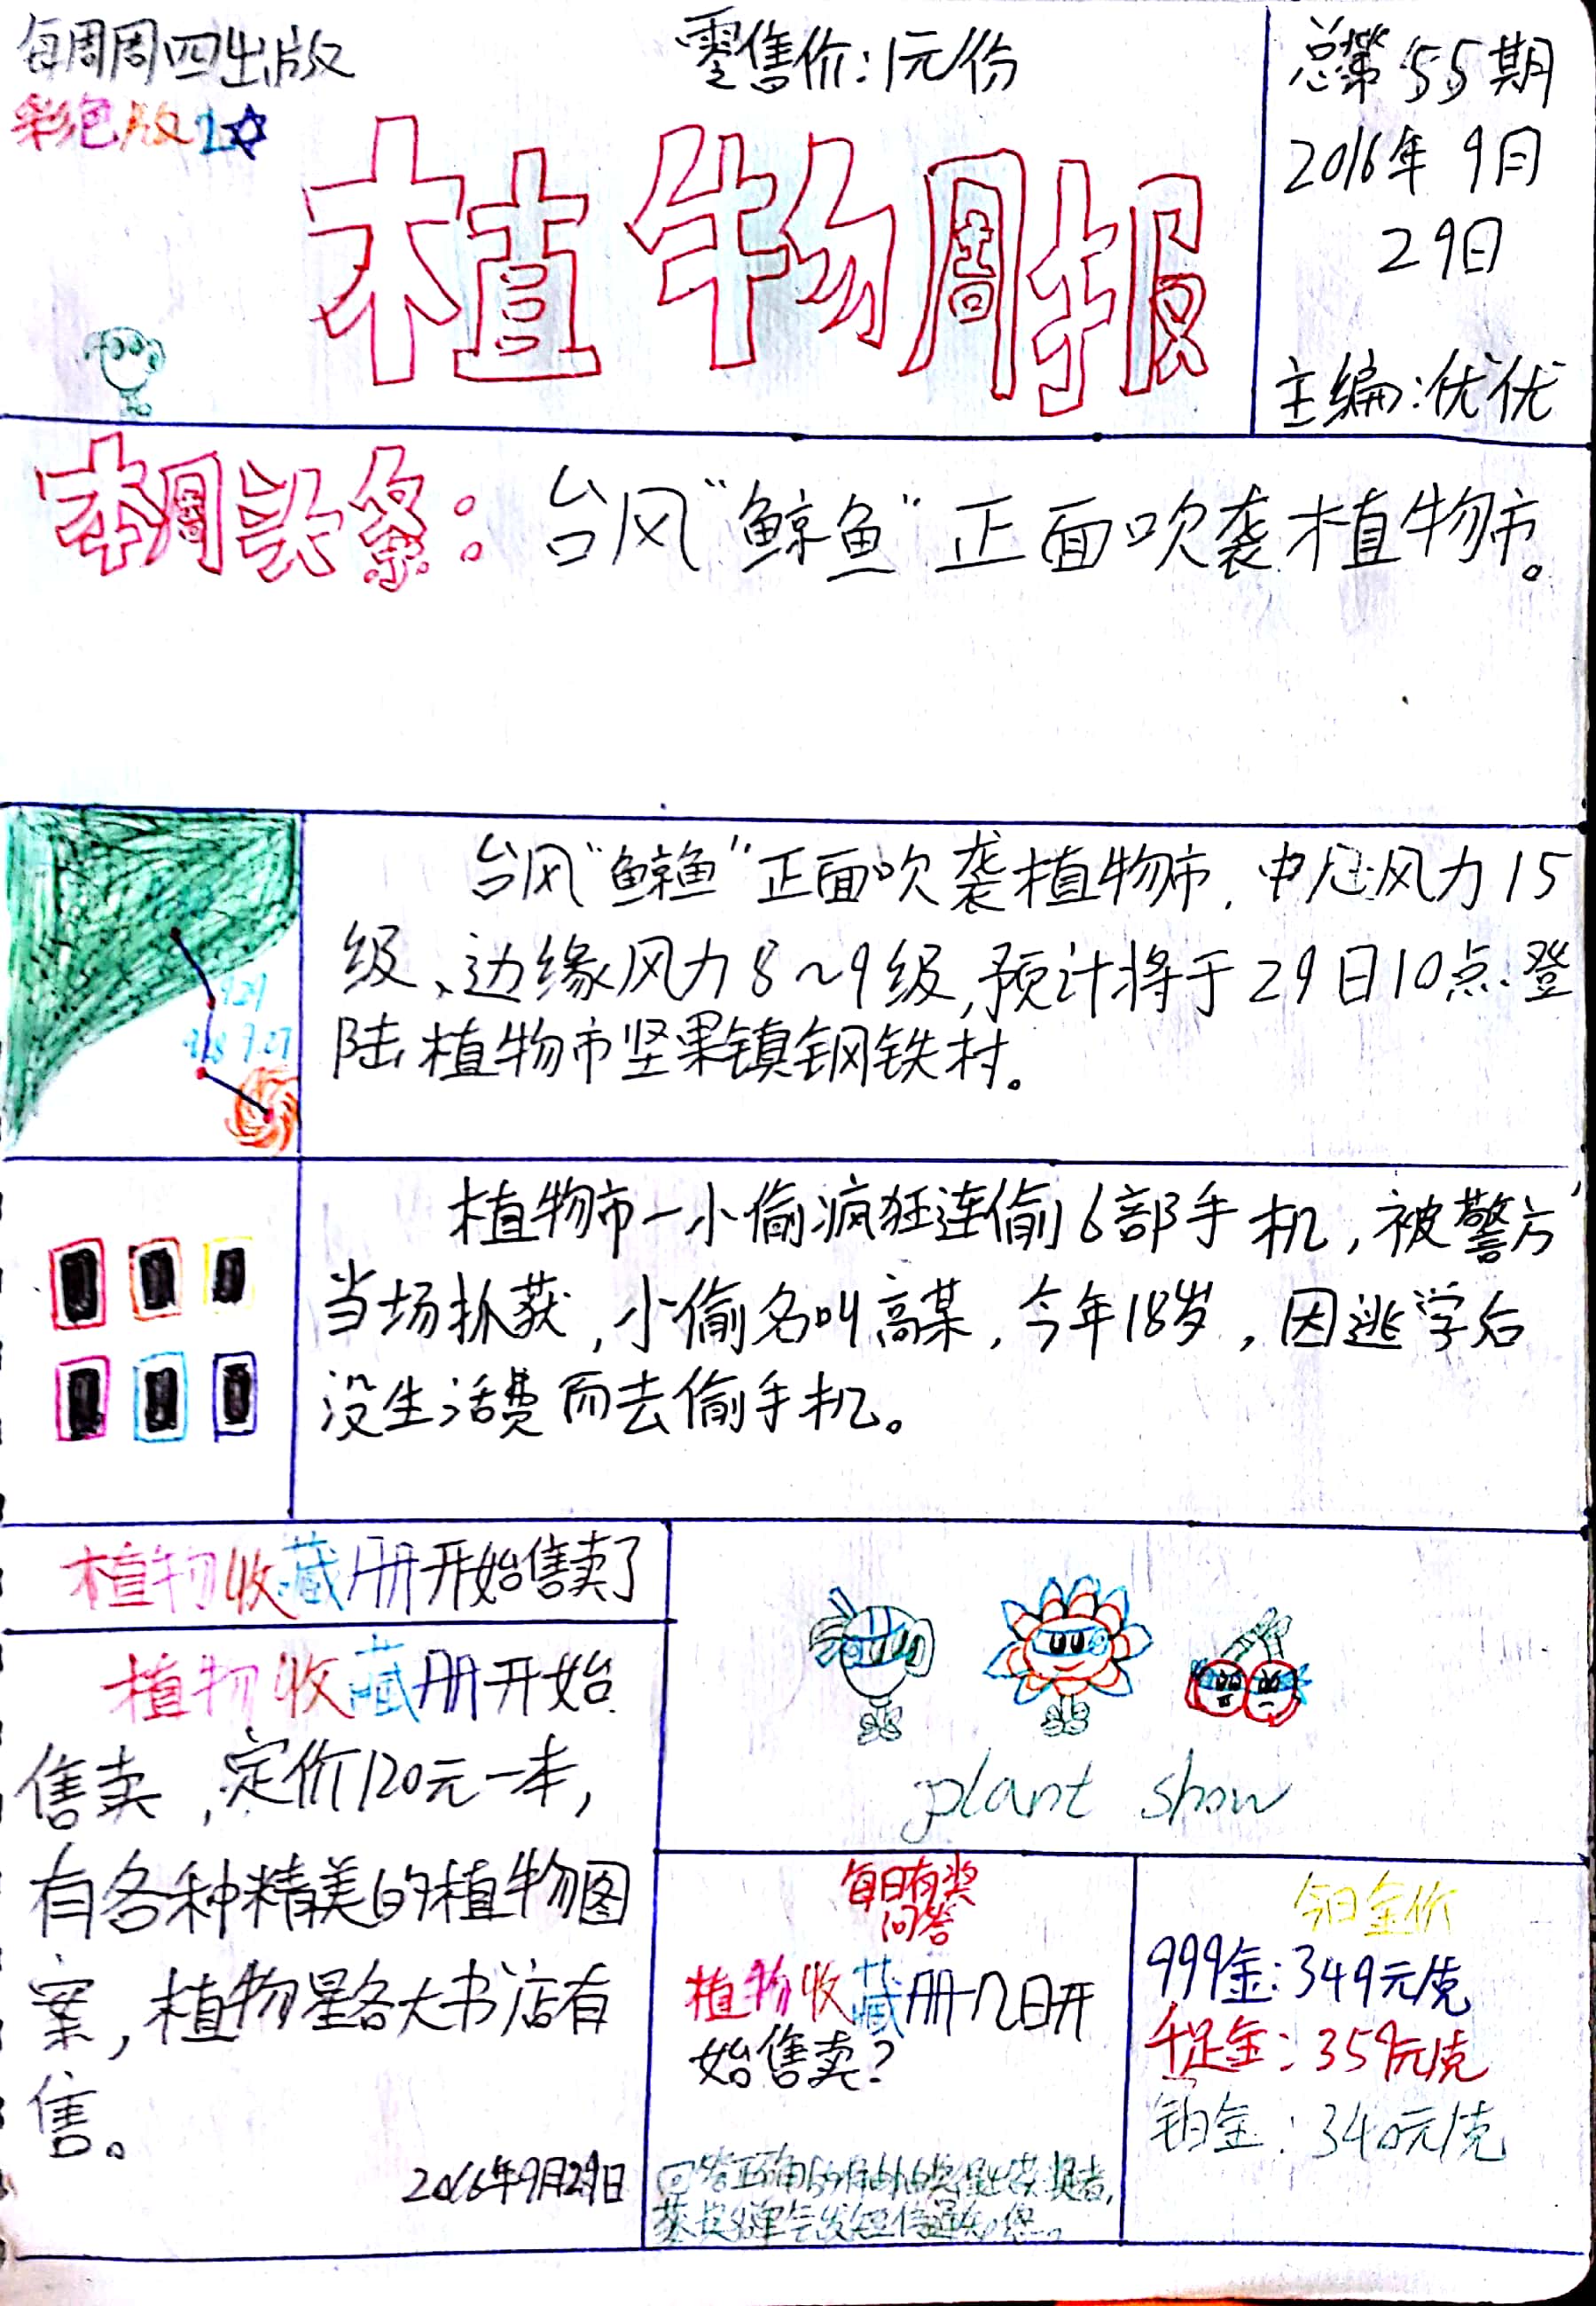 每周周四出版
彩色版
零售价:1元/份
总第55期
2016年9月
29日
主编:优优
植物周报
本周头条:台风“鲸鱼”正面吹袭植物市。
台风“鲸鱼”正面吹袭植物市,中心风力15
级、边缘风力8~9级,预计将于29日10点登
陆植物市坚果镇钢铁村。
植物市一小偷疯狂连偷6部手机,被警方
当场抓获,小偷名叫高某,今年18岁,因逃学后
没生活费而去偷手机。
植物收藏册开始售卖了
植物收藏册开始
售卖,定价120元一本,
有各种精美的植物图
案,植物星各大书店有
售。
2016年9月29日
plant show
每日有奖
问答
植物收藏册几日开
始售卖?
今日金价
999金:349元/克
千足金:359元/克
铂金:340元/克